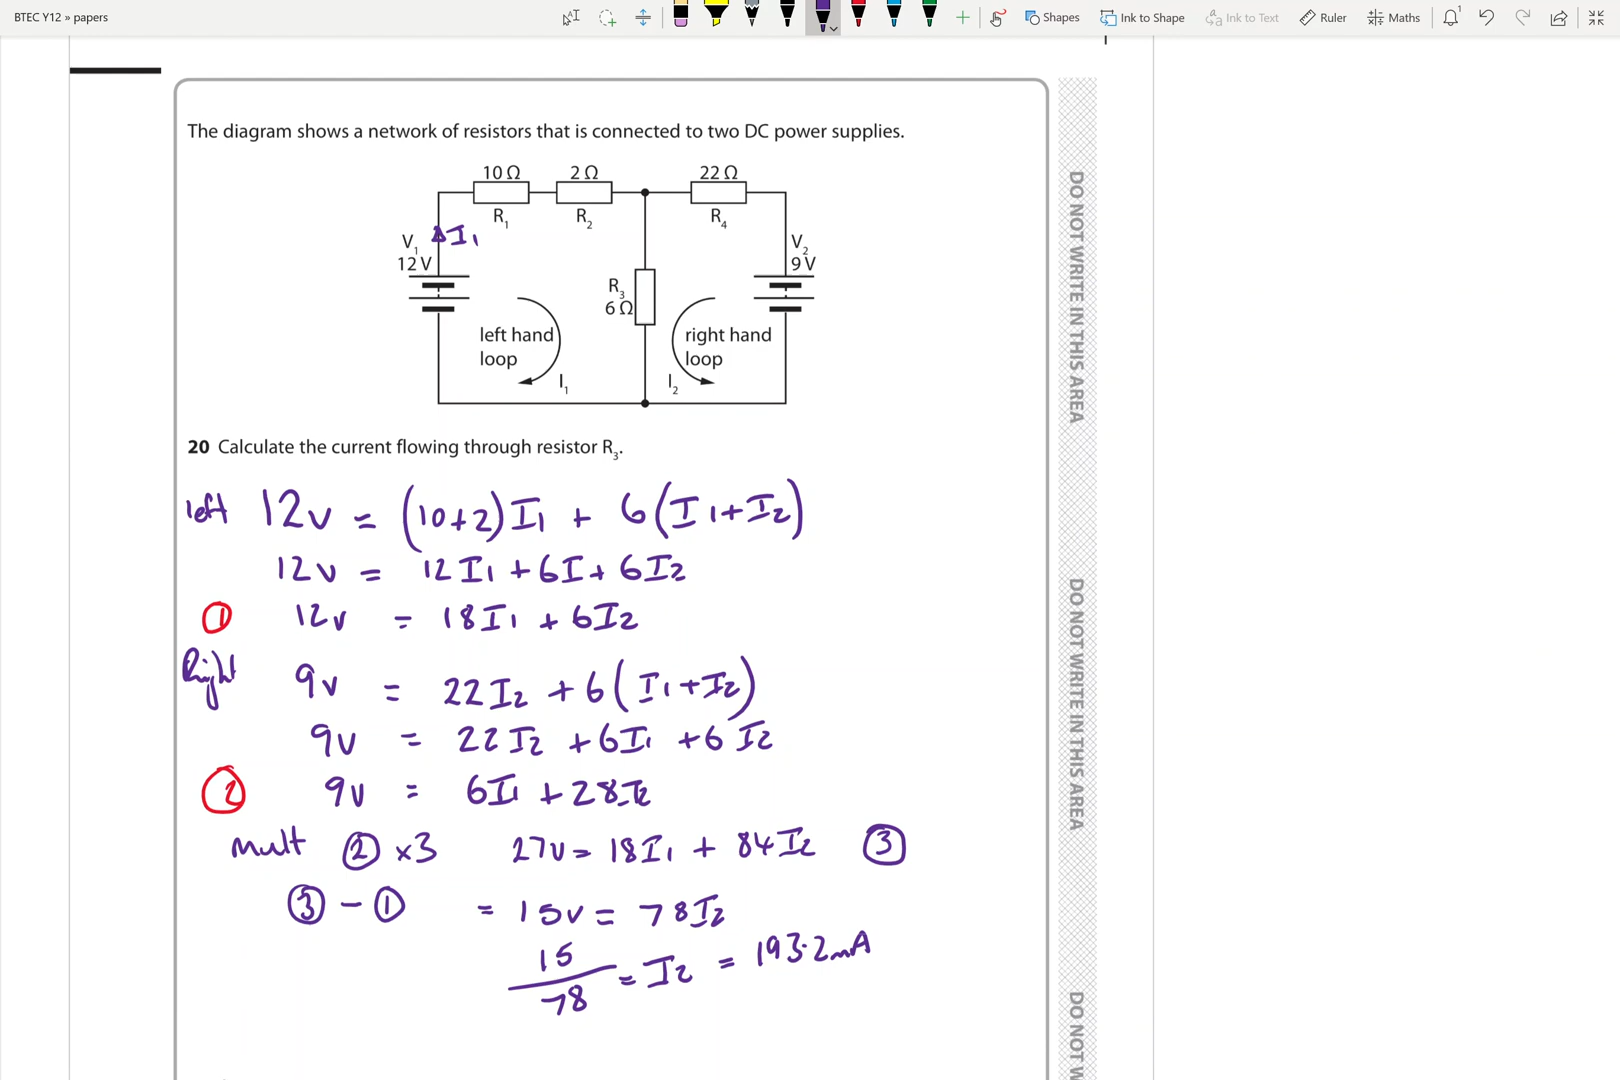 BTEC Y12 » papers
Shapes Ink to Shape Ink to Text Ruler Maths 1
The diagram shows a network of resistors that is connected to two DC power supplies.
10 Ω 2 Ω 22 Ω
R1 R2 R4
I1
V1
12 V
V2
9 V
R3
6 Ω
left hand
loop
I1
right hand
loop
I2
20 Calculate the current flowing through resistor R3.
left 12v = (10+2)I1 + 6(I1+I2)
12v = 12I1 + 6I + 6I2
① 12v = 18I1 + 6I2
Right 9v = 22I2 + 6(I1+I2)
9v = 22I2 + 6I1 + 6I2
② 9v = 6I1 + 28I2
mult ② ×3 27v = 18I1 + 84I2 ③
③ - ① = 15v = 78I2
15
78
= I2 = 193.2mA
DO NOT WRITE IN THIS AREA
DO NOT WRITE IN THIS AREA
DO NOT W